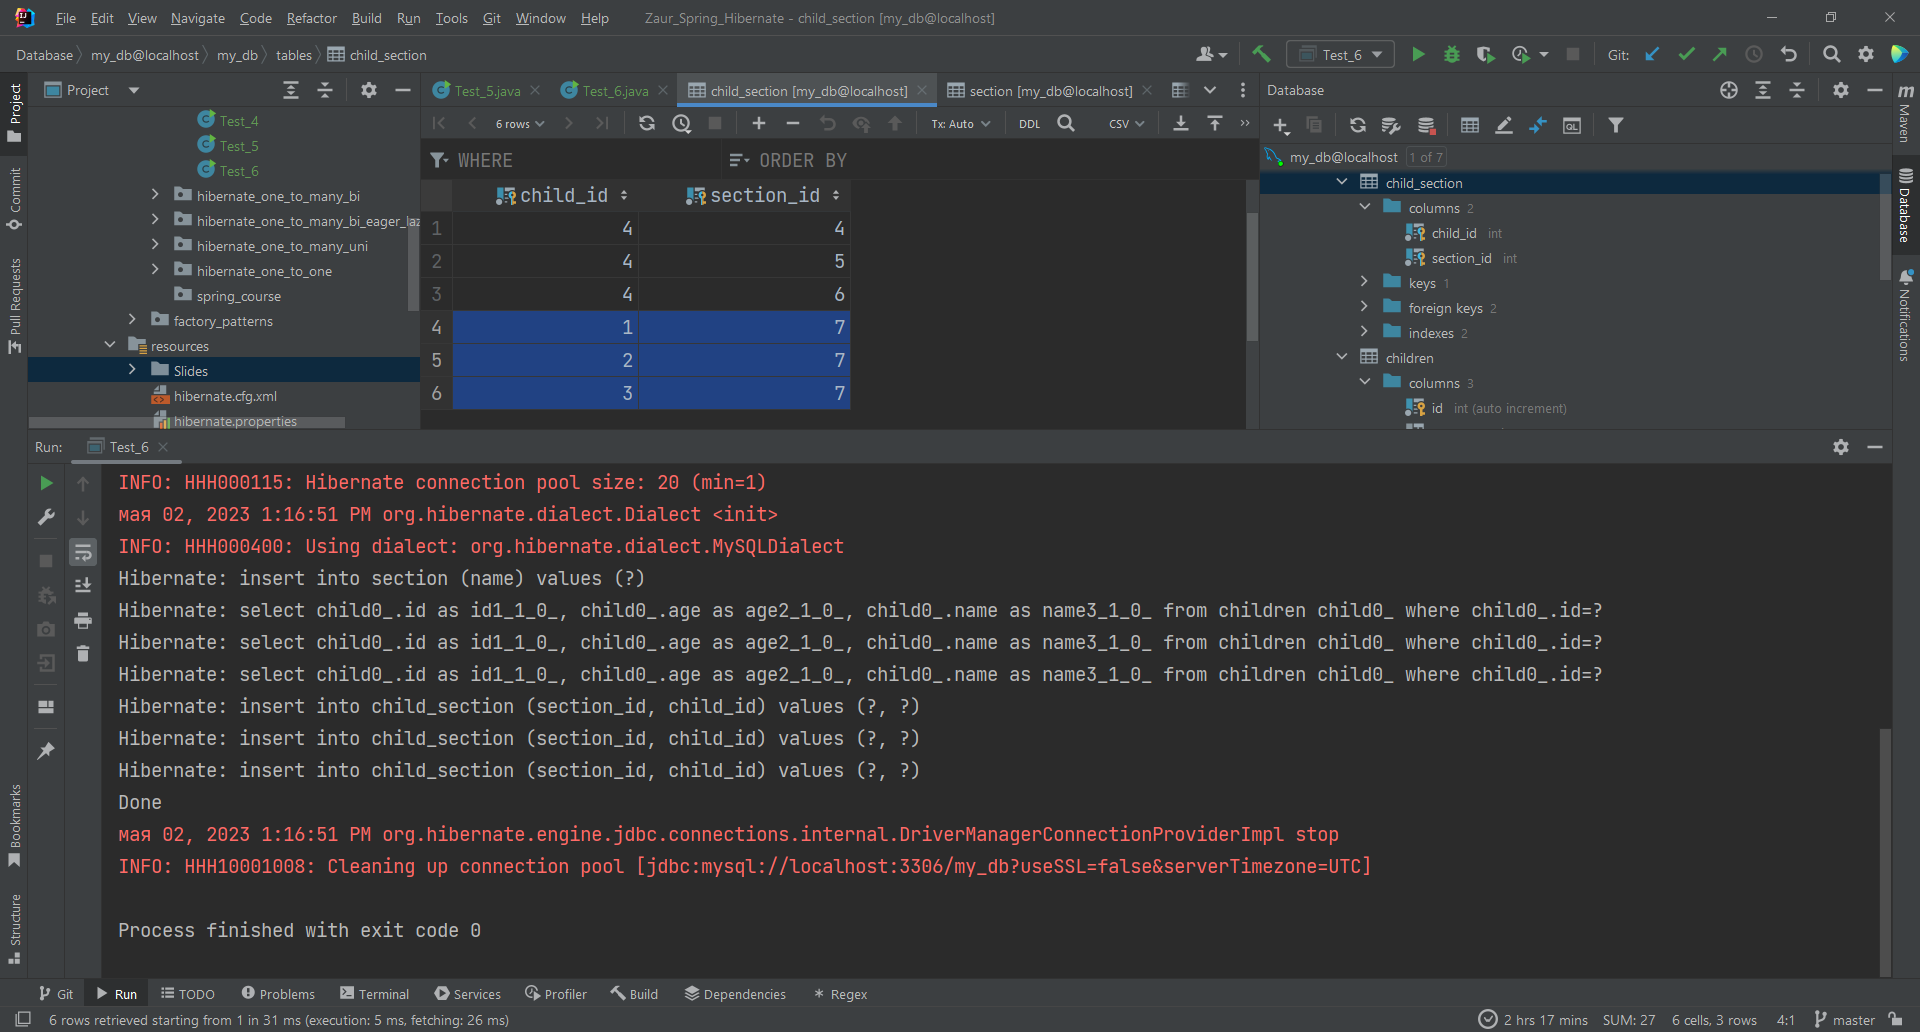 File Edit View Navigate Code Refactor Build Run Tools Git Window Help Zaur_Spring_Hibernate - child_section [my_db@localhost]
Database my_db@localhost my_db tables child_section Test_6 Git:
Project
Test_5.java Test_6.java child_section [my_db@localhost] section [my_db@localhost]
Database
6 rows Tx: Auto DDL CSV
WHERE ORDER BY
child_id section_id
1 4 4
2 4 5
3 4 6
4 1 7
5 2 7
6 3 7
Test_4
Test_5
Test_6
hibernate_one_to_many_bi
hibernate_one_to_many_bi_eager_laz
hibernate_one_to_many_uni
hibernate_one_to_one
spring_course
factory_patterns
resources
Slides
hibernate.cfg.xml
hibernate.properties
my_db@localhost 1 of 7
child_section
columns 2
child_id int
section_id int
keys 1
foreign keys 2
indexes 2
children
columns 3
id int (auto increment)
Project
Commit
Pull Requests
Bookmarks
Structure
Maven
Database
Notifications
Run: Test_6
INFO: HHH000115: Hibernate connection pool size: 20 (min=1)
мая 02, 2023 1:16:51 PM org.hibernate.dialect.Dialect <init>
INFO: HHH000400: Using dialect: org.hibernate.dialect.MySQLDialect
Hibernate: insert into section (name) values (?)
Hibernate: select child0_.id as id1_1_0_, child0_.age as age2_1_0_, child0_.name as name3_1_0_ from children child0_ where child0_.id=?
Hibernate: select child0_.id as id1_1_0_, child0_.age as age2_1_0_, child0_.name as name3_1_0_ from children child0_ where child0_.id=?
Hibernate: select child0_.id as id1_1_0_, child0_.age as age2_1_0_, child0_.name as name3_1_0_ from children child0_ where child0_.id=?
Hibernate: insert into child_section (section_id, child_id) values (?, ?)
Hibernate: insert into child_section (section_id, child_id) values (?, ?)
Hibernate: insert into child_section (section_id, child_id) values (?, ?)
Done
мая 02, 2023 1:16:51 PM org.hibernate.engine.jdbc.connections.internal.DriverManagerConnectionProviderImpl stop
INFO: HHH10001008: Cleaning up connection pool [jdbc:mysql://localhost:3306/my_db?useSSL=false&serverTimezone=UTC]
Process finished with exit code 0
Git Run TODO Problems Terminal Services Profiler Build Dependencies Regex
6 rows retrieved starting from 1 in 31 ms (execution: 5 ms, fetching: 26 ms) 2 hrs 17 mins SUM: 27 6 cells, 3 rows 4:1 master